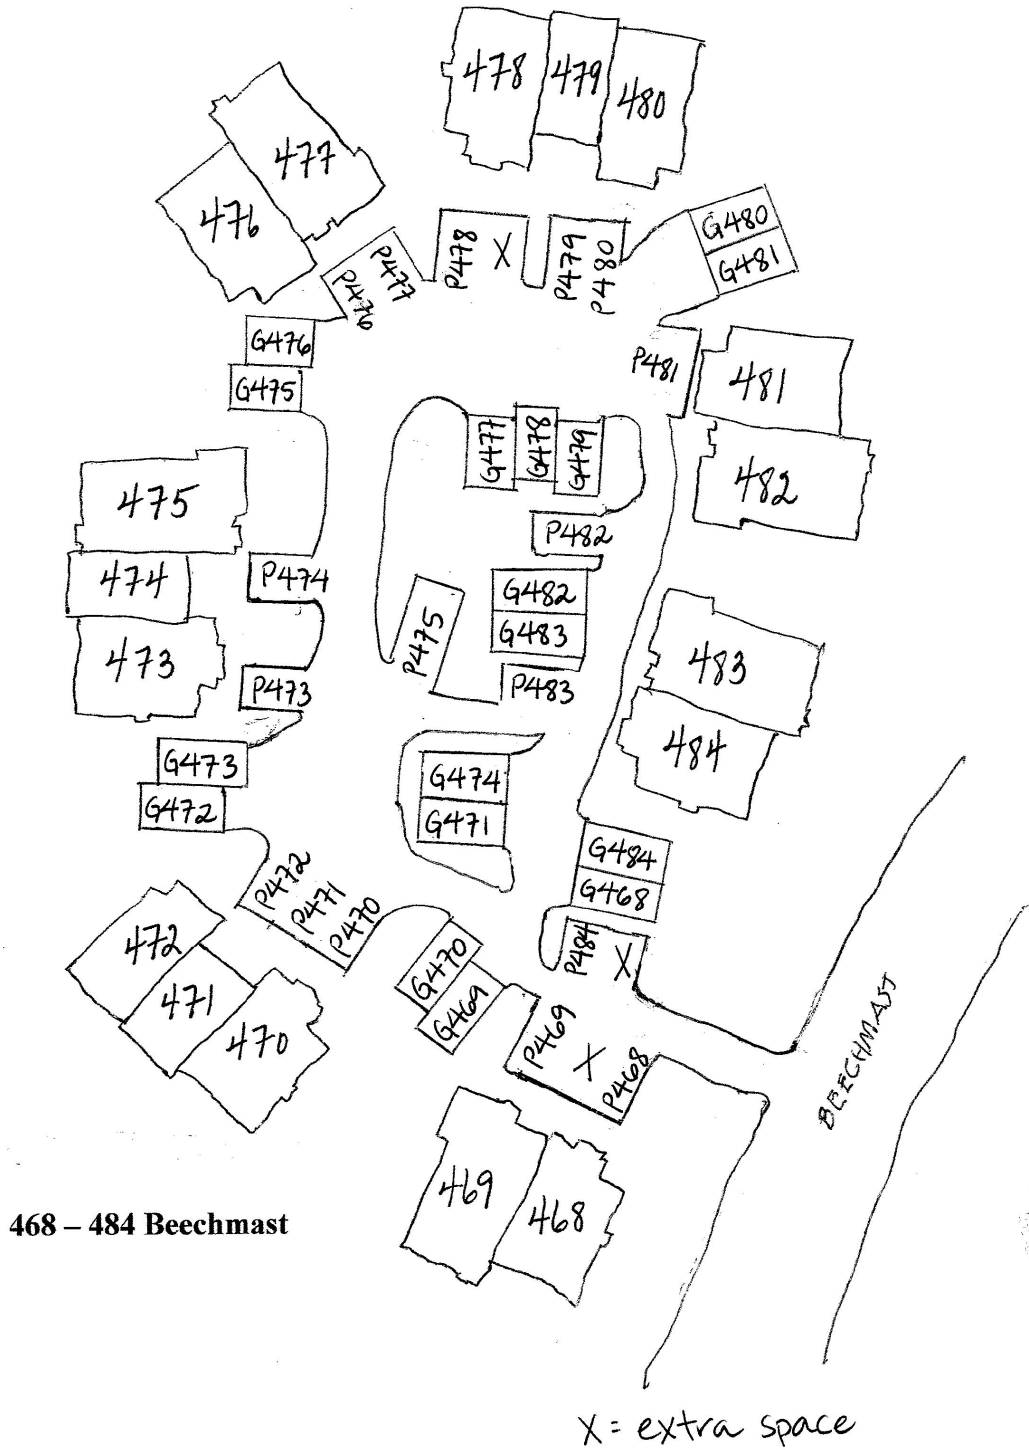 478 479 480
477
476
G480
G481
P478 X P479 P480
P477
P476
G476
G475
P481
481
482
G477 G478 G479
475
474
473
P482
P474
G482
G483
P475
P483
P473
483
484
G473
G472
G474
G471
G484
G468
P472
P471
P470
472
471
470
G470
G469
P484 X
P469 X P468
BEECHMAST
469
468
468 – 484 Beechmast
X = extra space